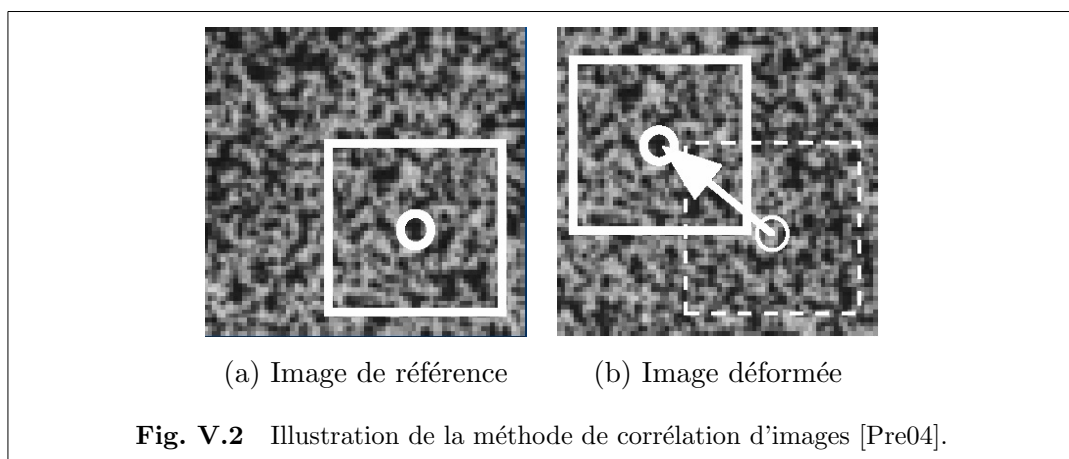 (a) Image de référence
(b) Image déformée
Fig. V.2 Illustration de la méthode de corrélation d'images [Pre04].